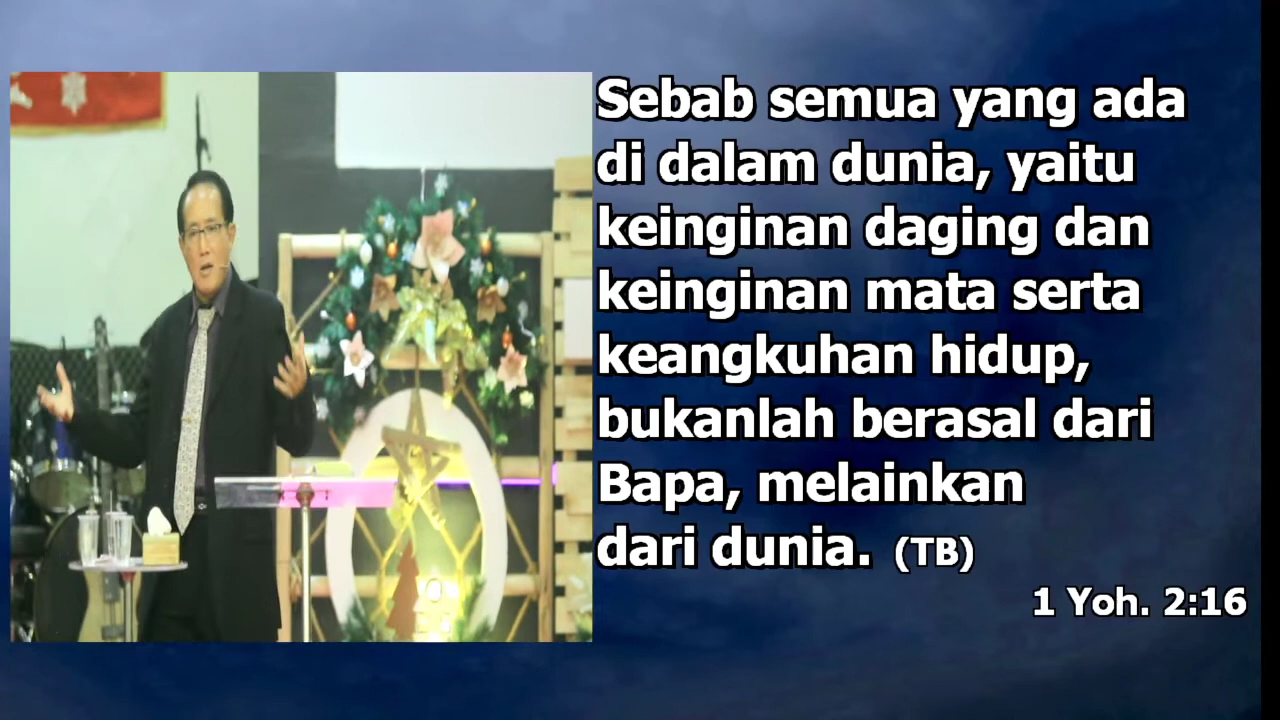 Sebab semua yang ada
di dalam dunia, yaitu
keinginan daging dan
keinginan mata serta
keangkuhan hidup,
bukanlah berasal dari
Bapa, melainkan
dari dunia. (TB)
1 Yoh. 2:16